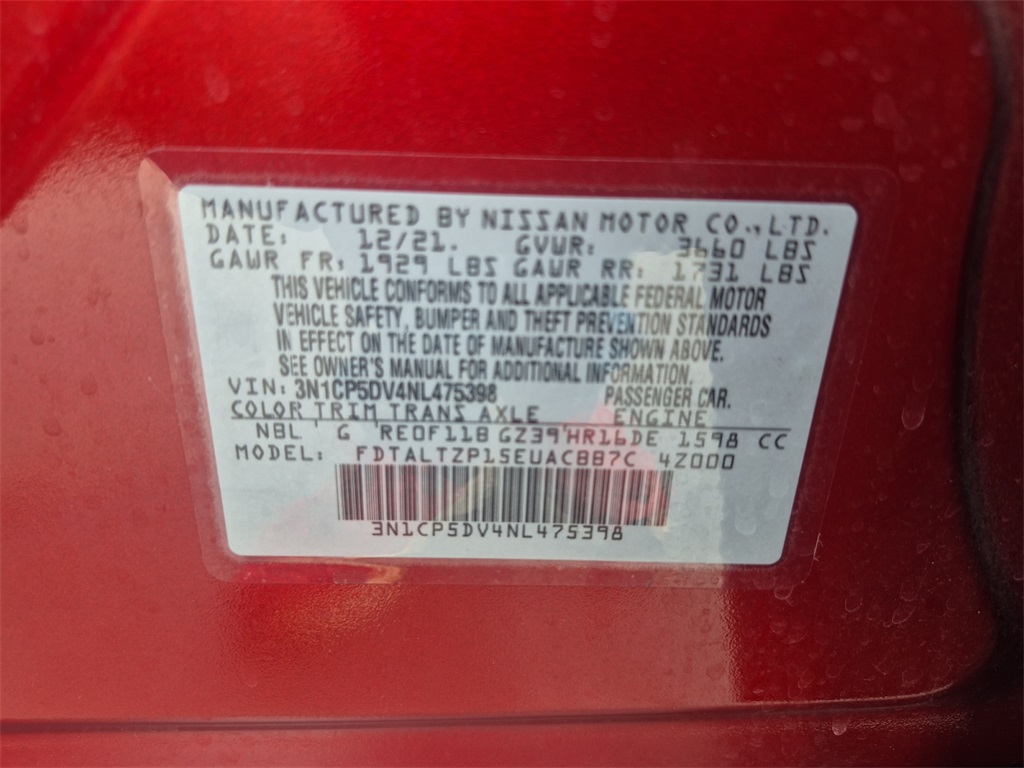 MANUFACTURED BY NISSAN MOTOR CO., LTD.
DATE: 12/21. GVWR: 3660 LBS
GAWR FR: 1929 LBS GAWR RR: 1731 LBS
THIS VEHICLE CONFORMS TO ALL APPLICABLE FEDERAL MOTOR
VEHICLE SAFETY, BUMPER AND THEFT PREVENTION STANDARDS
IN EFFECT ON THE DATE OF MANUFACTURE SHOWN ABOVE.
SEE OWNER'S MANUAL FOR ADDITIONAL INFORMATION.
VIN: 3N1CP5DV4NL475398 PASSENGER CAR.
COLOR TRIM TRANS AXLE ENGINE
NBL G RE0F11B GZ39 HR16DE 1598 CC
MODEL: FDTALTZP15EUACBB7C 4Z000
3N1CP5DV4NL475398